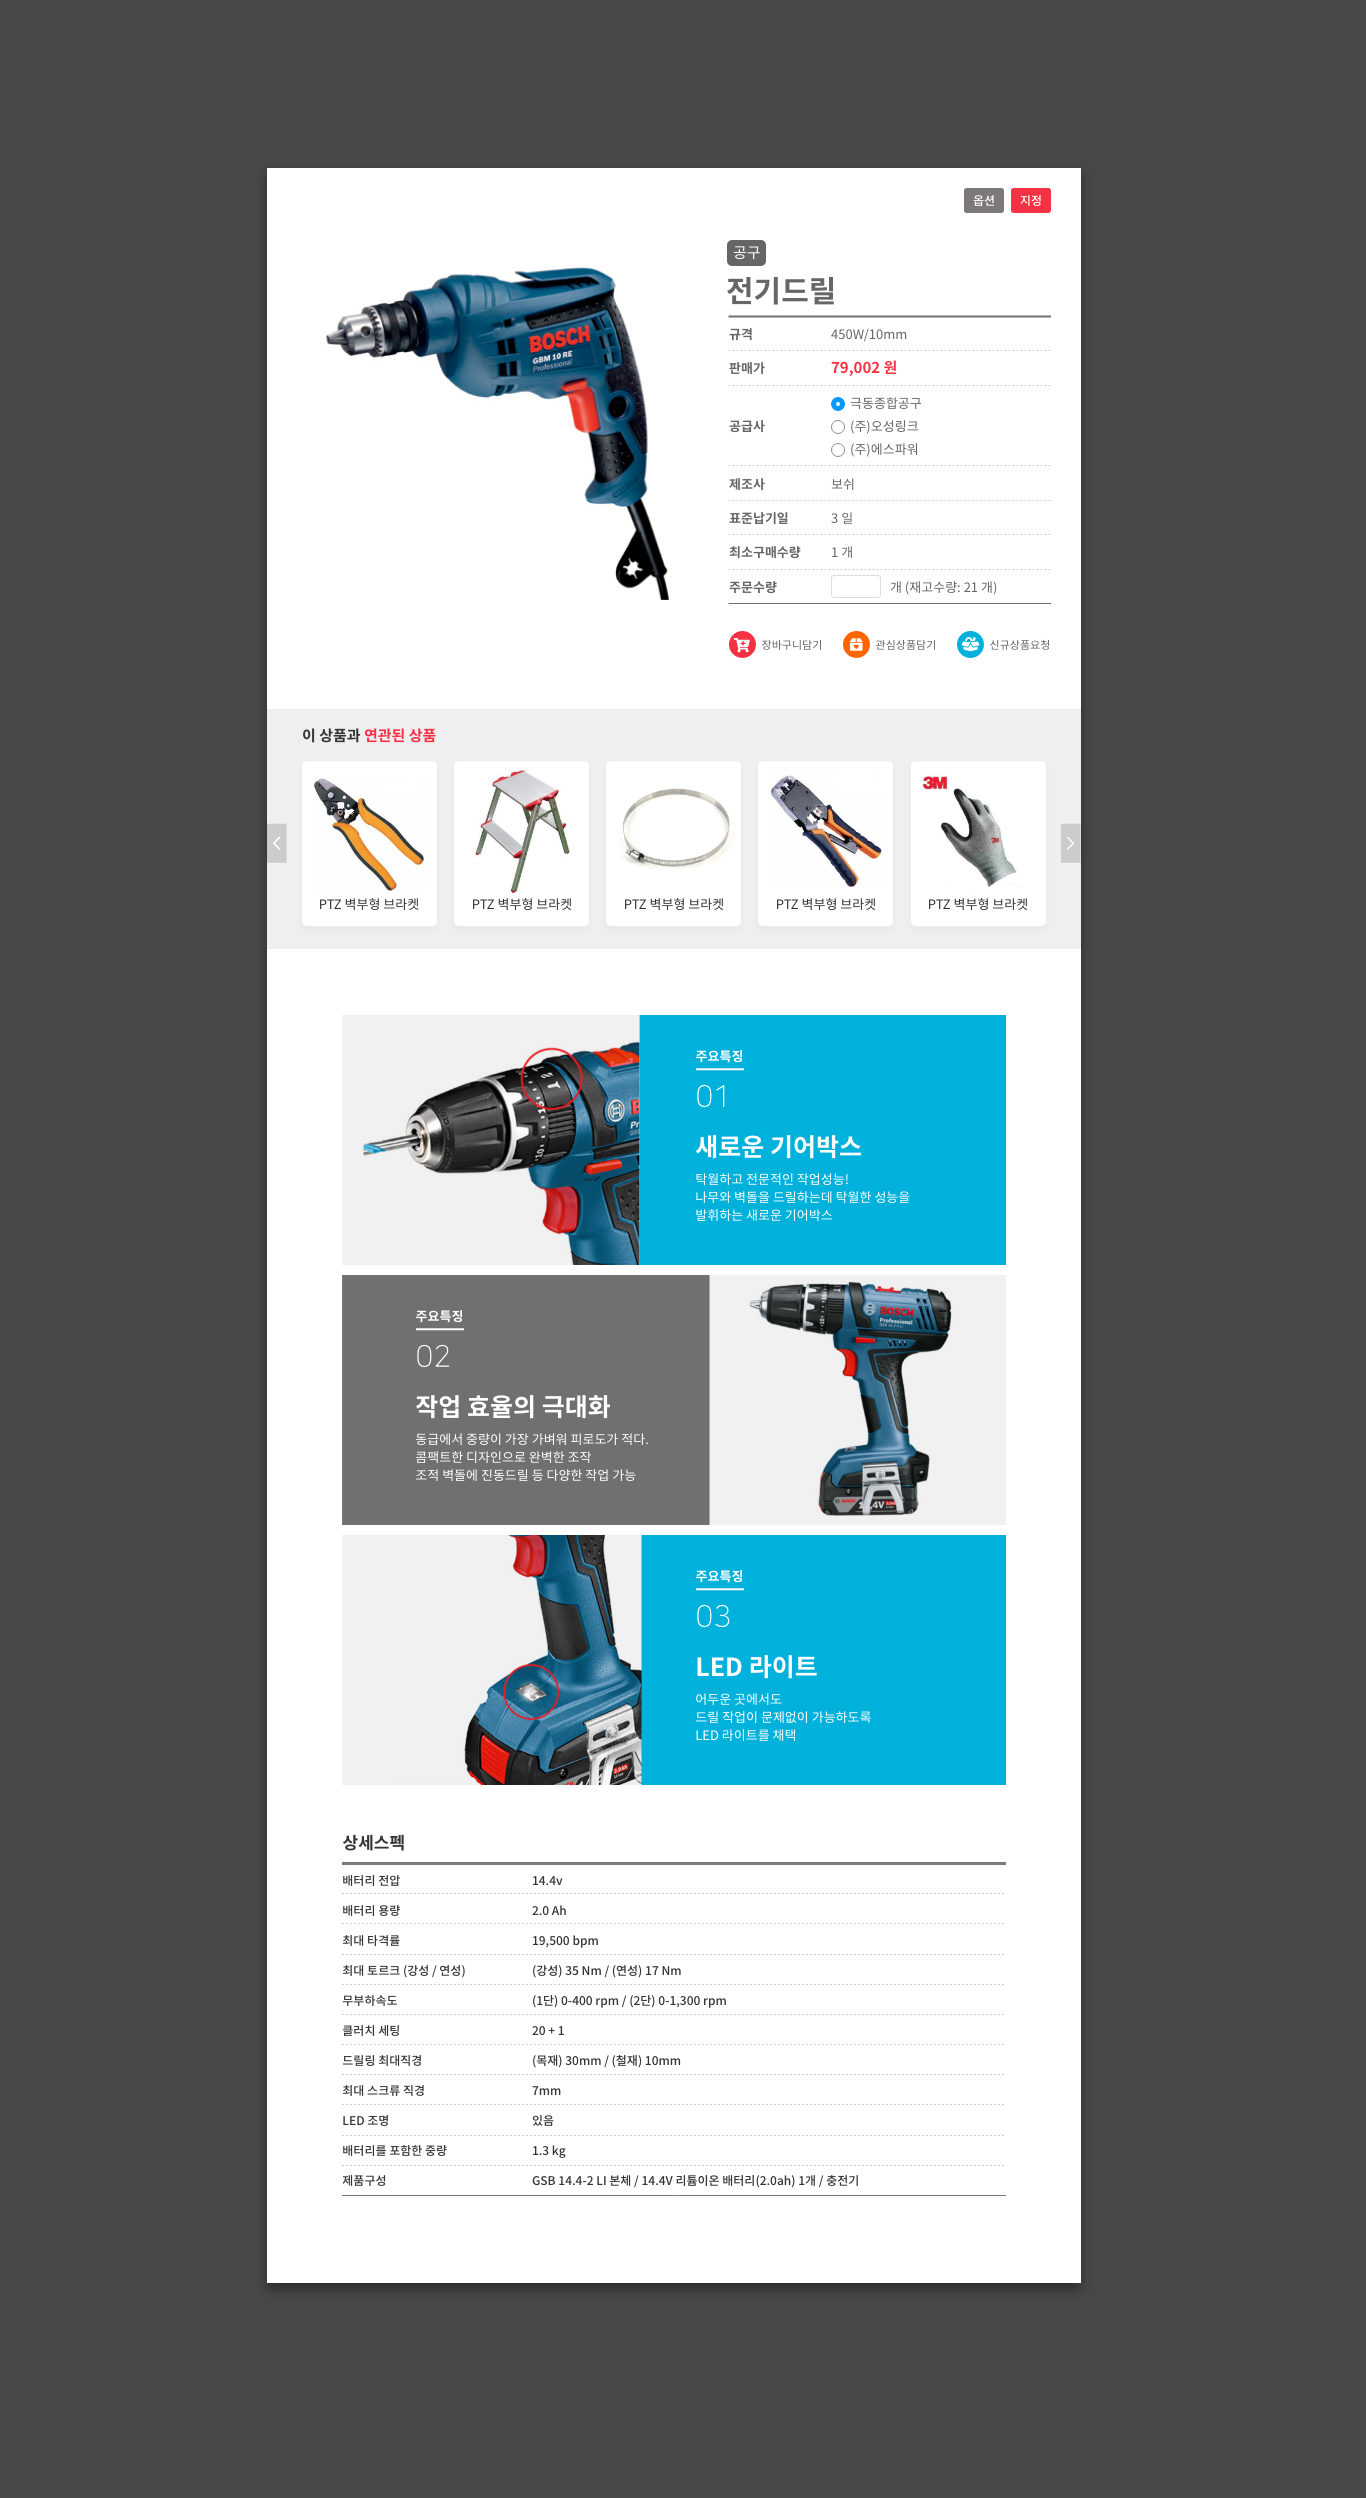 옵션 지정
공구
전기드릴
BOSCH
GBM 10 RE
Professional
규격 450W/10mm
판매가 79,002 원
공급사
극동종합공구
(주)오성링크
(주)에스파워
제조사 보쉬
표준납기일 3 일
최소구매수량 1 개
주문수량 개 (재고수량: 21 개)
장바구니담기 관심상품담기 신규상품요청
이 상품과 연관된 상품
3M
PTZ 벽부형 브라켓 PTZ 벽부형 브라켓 PTZ 벽부형 브라켓 PTZ 벽부형 브라켓 PTZ 벽부형 브라켓
주요특징
01
새로운 기어박스
탁월하고 전문적인 작업성능!
나무와 벽돌을 드릴하는데 탁월한 성능을
발휘하는 새로운 기어박스
주요특징
02
작업 효율의 극대화
동급에서 중량이 가장 가벼워 피로도가 적다.
콤팩트한 디자인으로 완벽한 조작
조적 벽돌에 진동드릴 등 다양한 작업 가능
BOSCH
Professional
주요특징
03
LED 라이트
어두운 곳에서도
드릴 작업이 문제없이 가능하도록
LED 라이트를 채택
상세스펙
배터리 전압 14.4v
배터리 용량 2.0 Ah
최대 타격률 19,500 bpm
최대 토르크 (강성 / 연성) (강성) 35 Nm / (연성) 17 Nm
무부하속도 (1단) 0-400 rpm / (2단) 0-1,300 rpm
클러치 세팅 20 + 1
드릴링 최대직경 (목재) 30mm / (철재) 10mm
최대 스크류 직경 7mm
LED 조명 있음
배터리를 포함한 중량 1.3 kg
제품구성 GSB 14.4-2 LI 본체 / 14.4V 리튬이온 배터리(2.0ah) 1개 / 충전기